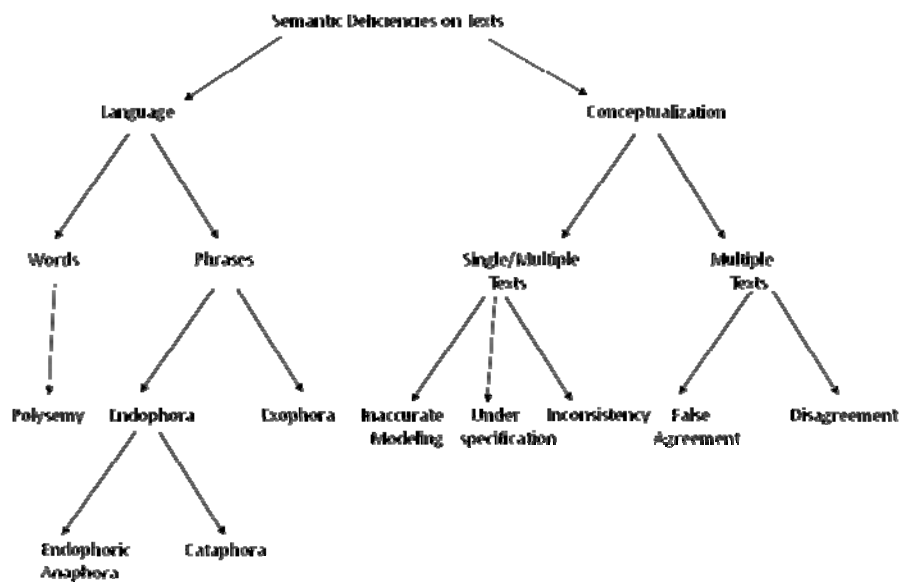 Semantic Deficiencies on Texts
Language
Conceptualization
Words
Phrases
Single/Multiple
Texts
Multiple
Texts
Polysemy
Endophora
Exophora
Inaccurate
Modeling
Under
specification
Inconsistency
False
Agreement
Disagreement
Endophoric
Anaphora
Cataphora